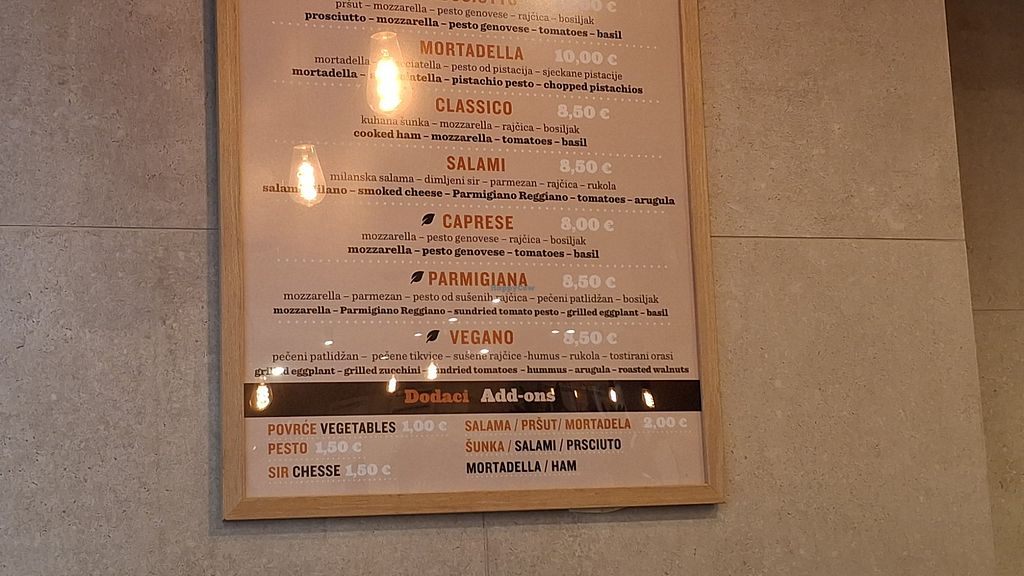 pršut – mozzarella – pesto genovese – rajčica – bosiljak
prosciutto – mozzarella – pesto genovese – tomatoes – basil
MORTADELLA 10,00 €
mortadella – – pesto od pistacija – sjeckane pistacije
mortadella – – pistachio pesto – chopped pistachios
CLASSICO 8,50 €
kuhana šunka – mozzarella – rajčica – bosiljak
cooked ham – mozzarella – tomatoes – basil
SALAMI 8,50 €
milanska salama – dimljeni sir – parmezan – rajčica – rukola
– smoked cheese – Parmigiano Reggiano – tomatoes – arugula
CAPRESE 8,00 €
mozzarella – pesto genovese – rajčica – bosiljak
mozzarella – pesto genovese – tomatoes – basil
PARMIGIANA 8,50 €
happycow
mozzarella – parmezan – pesto od sušenih rajčica – pečeni patlidžan – bosiljak
mozzarella – Parmigiano Reggiano – sundried tomato pesto – grilled eggplant – basil
VEGANO 8,50 €
pečeni patlidžan – pečene tikvice – sušene rajčice -humus – rukola – tostirani orasi
grilled eggplant – grilled zucchini – sundried tomatoes – hummus – arugula – roasted walnuts
Dodaci Add-ons
POVRĆE VEGETABLES 1,00 € SALAMA / PRŠUT/ MORTADELA 2,00 €
PESTO 1,50 € ŠUNKA / SALAMI / PRSCIUTO
SIR CHESSE 1,50 € MORTADELLA / HAM